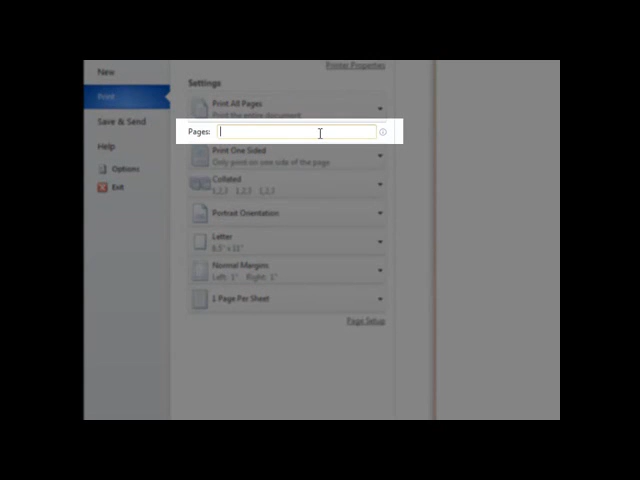 Printer Properties
New
Settings
Print
Print All Pages
Print the entire document
Save & Send
Pages:
Help
Print One Sided
Only print on one side of the page
Options
Collated
1,2,3 1,2,3 1,2,3
Exit
Portrait Orientation
Letter
8.5" x 11"
Normal Margins
Left: 1" Right: 1"
1 Page Per Sheet
Page Setup